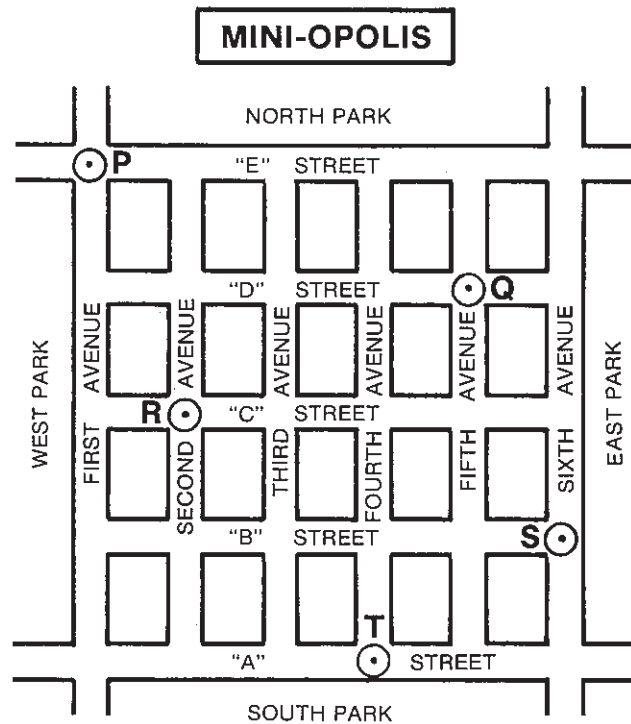 MINI-OPOLIS
NORTH PARK
P
"E" STREET
"D" STREET
Q
WEST PARK
FIRST AVENUE
SECOND AVENUE
THIRD AVENUE
FOURTH AVENUE
FIFTH AVENUE
SIXTH AVENUE
EAST PARK
R
"C" STREET
"B" STREET
S
T
"A" STREET
SOUTH PARK